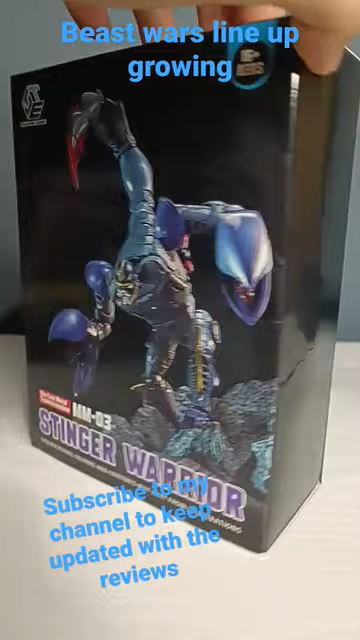 Beast wars line up
growing
15+
MM-03
STINGER WARRIOR
Subscribe to my
channel to keep
updated with the
reviews